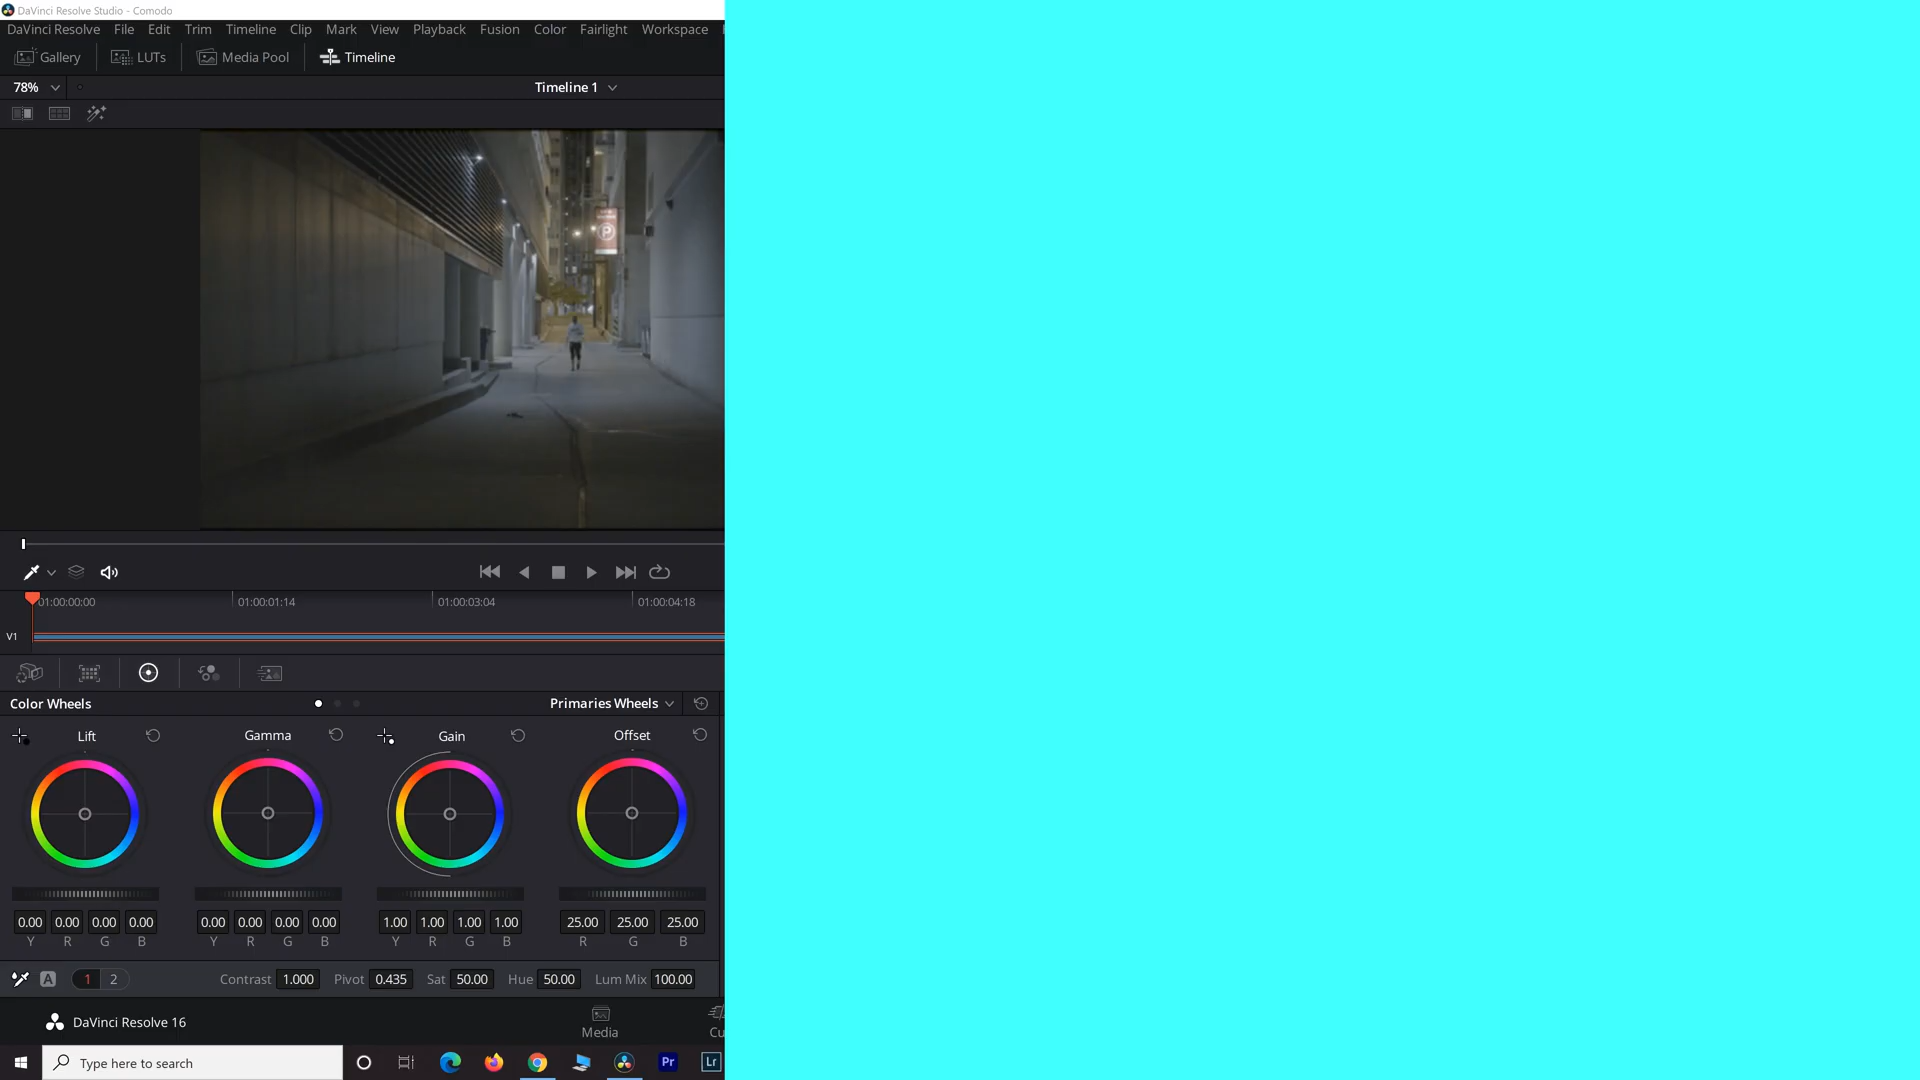 DaVinci Resolve Studio - Comodo
DaVinci Resolve File Edit Trim Timeline Clip Mark View Playback Fusion Color Fairlight Workspace
Gallery LUTs Media Pool Timeline
78% Timeline 1
P
01:00:00:00 01:00:01:14 01:00:03:04 01:00:04:18
V1
Color Wheels Primaries Wheels
Lift Gamma Gain Offset
0.00 0.00 0.00 0.00 0.00 0.00 0.00 0.00 1.00 1.00 1.00 1.00 25.00 25.00 25.00
Y R G B Y R G B Y R G B R G B
A 1 2 Contrast 1.000 Pivot 0.435 Sat 50.00 Hue 50.00 Lum Mix 100.00
DaVinci Resolve 16 Media Cu
Type here to search Pr Lr